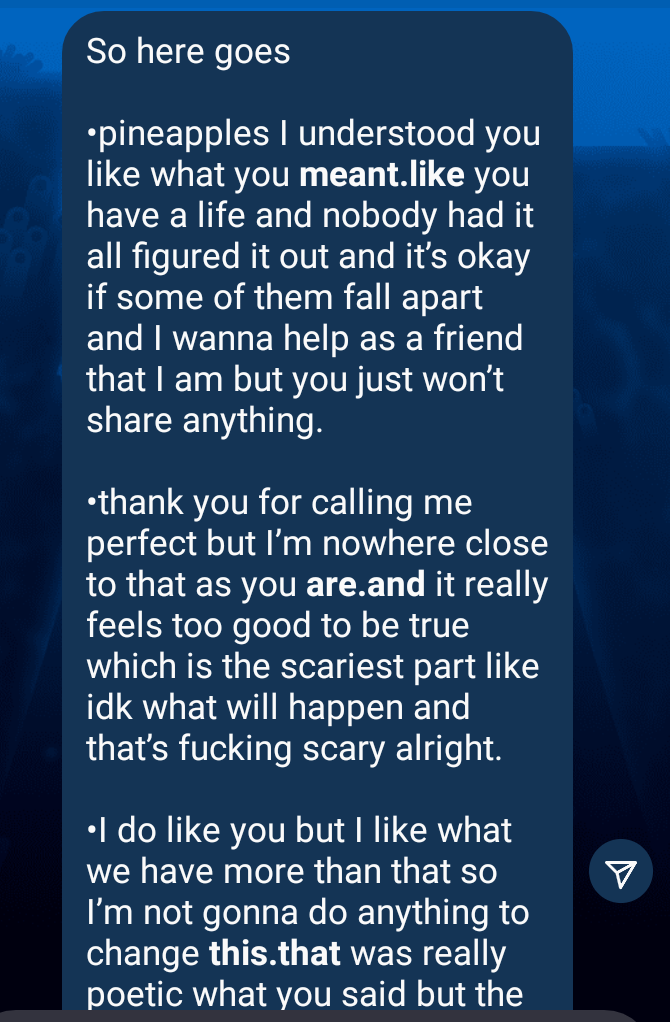 So here goes
•pineapples I understood you
like what you meant.like you
have a life and nobody had it
all figured it out and it’s okay
if some of them fall apart
and I wanna help as a friend
that I am but you just won’t
share anything.
•thank you for calling me
perfect but I’m nowhere close
to that as you are.and it really
feels too good to be true
which is the scariest part like
idk what will happen and
that’s fucking scary alright.
•I do like you but I like what
we have more than that so
I’m not gonna do anything to
change this.that was really
poetic what you said but the